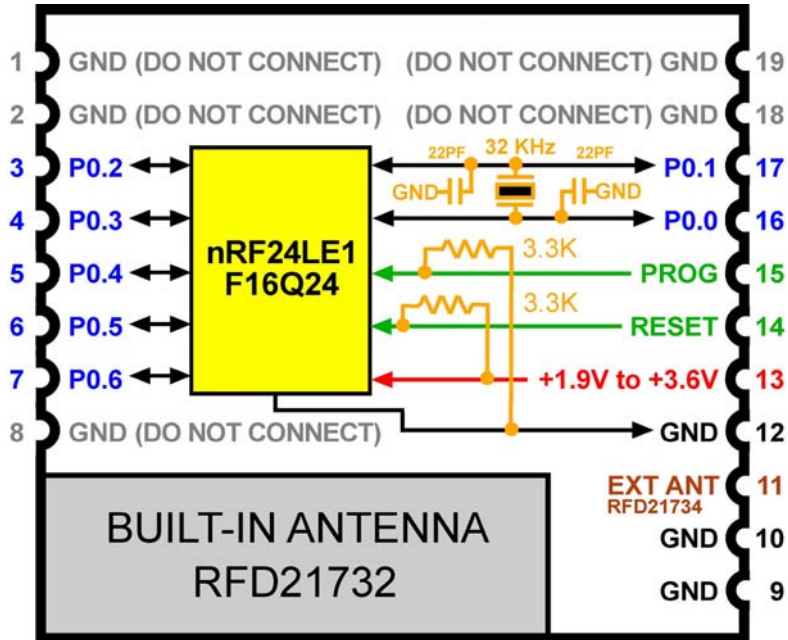 1 GND (DO NOT CONNECT) (DO NOT CONNECT) GND 19
2 GND (DO NOT CONNECT) (DO NOT CONNECT) GND 18
22PF 32 KHz 22PF
3 P0.2 P0.1 17
GND GND
4 P0.3 P0.0 16
nRF24LE1
F16Q24
3.3K
5 P0.4 PROG 15
3.3K
6 P0.5 RESET 14
7 P0.6 +1.9V to +3.6V 13
8 GND (DO NOT CONNECT) GND 12
EXT ANT 11
RFD21734
GND 10
GND 9
BUILT-IN ANTENNA
RFD21732